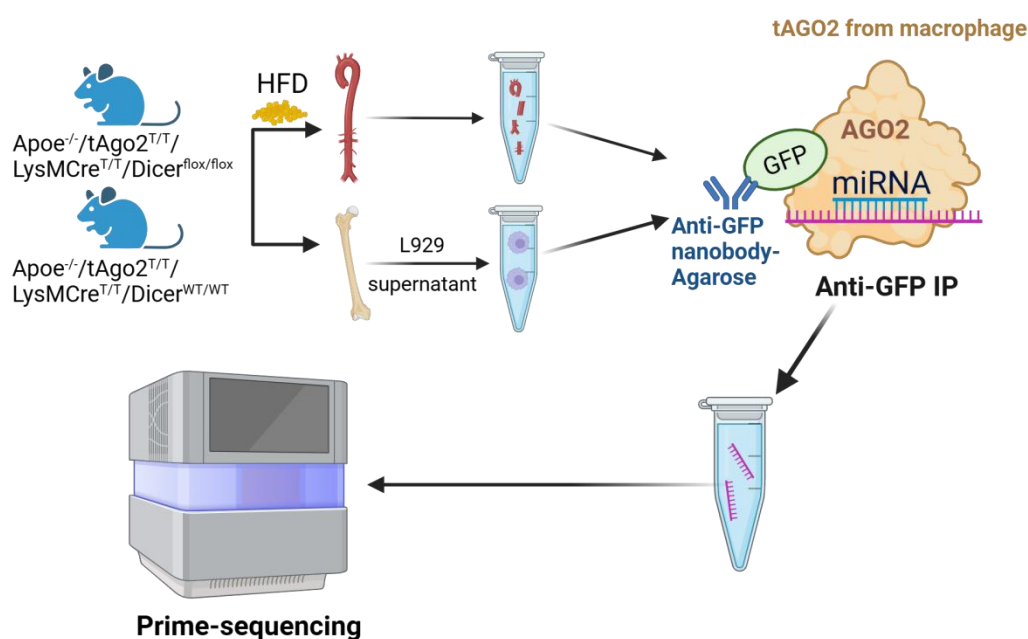 tAGO2 from macrophage
HFD
Apoe⁻/⁻/tAgo2ᵀ/ᵀ/
LysMCreᵀ/ᵀ/Dicerᶠˡᵒˣ/ᶠˡᵒˣ
Apoe⁻/⁻/tAgo2ᵀ/ᵀ/
LysMCreᵀ/ᵀ/Dicerᵂᵀ/ᵂᵀ
L929
supernatant
AGO2
GFP
miRNA
Anti-GFP
nanobody-
Agarose
Anti-GFP IP
Prime-sequencing